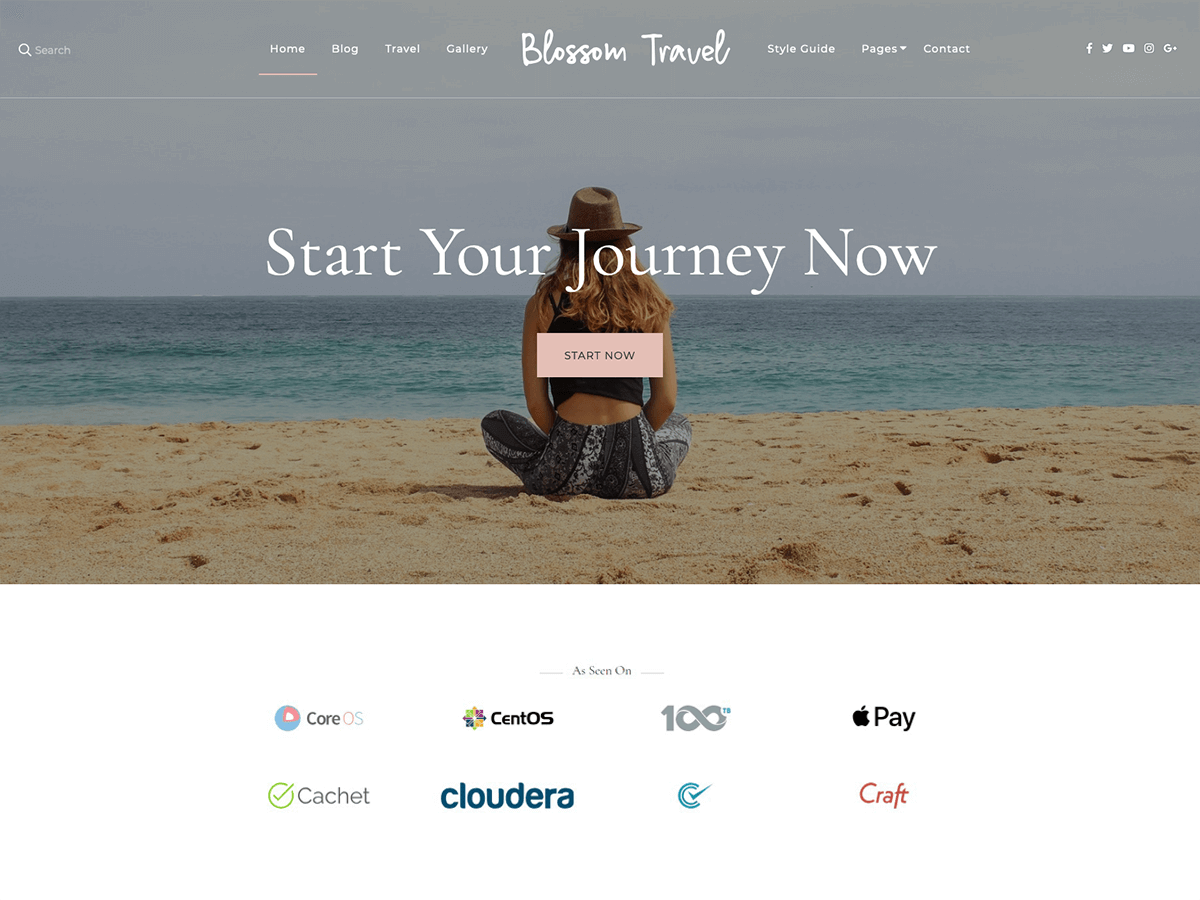 Search
Home Blog Travel Gallery Blossom Travel Style Guide Pages Contact
Start Your Journey Now
START NOW
As Seen On
CoreOS CentOS 100TB Pay
Cachet cloudera Craft